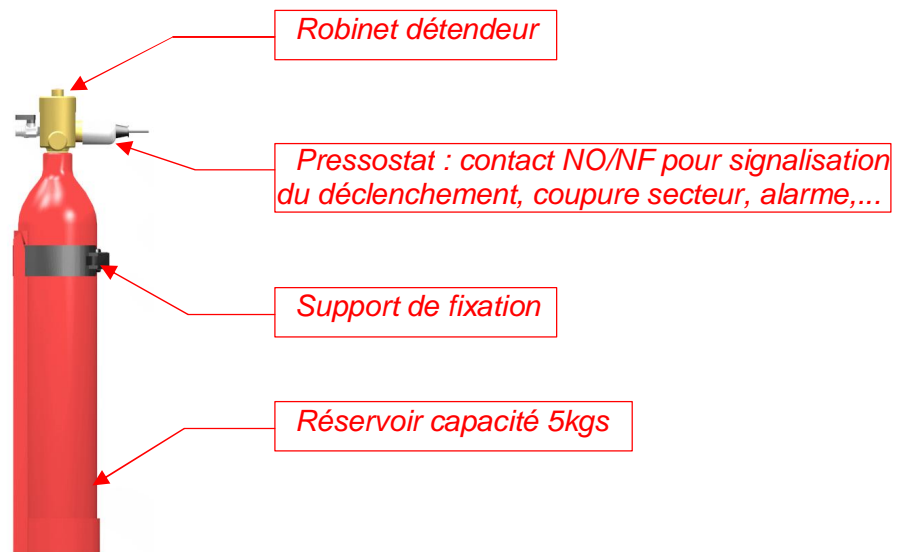 Robinet détendeur
Pressostat : contact NO/NF pour signalisation
du déclenchement, coupure secteur, alarme,...
Support de fixation
Réservoir capacité 5kgs